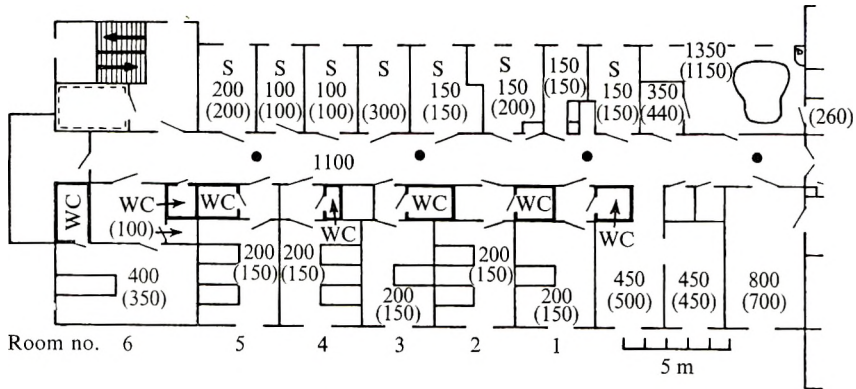 S
200
(200)
S
100
(100)
S
100
(100)
S
(300)
S
150
(150)
S
150
(200)
150
(150)
S
150
(150)
350
(440)
1350
(1150)
(260)
1100
WC
WC
(100)
WC
WC
WC
WC
WC
400
(350)
200
(150)
200
(150)
200
(150)
200
(150)
200
(150)
450
(500)
450
(450)
800
(700)
Room no. 6 5 4 3 2 1
5 m